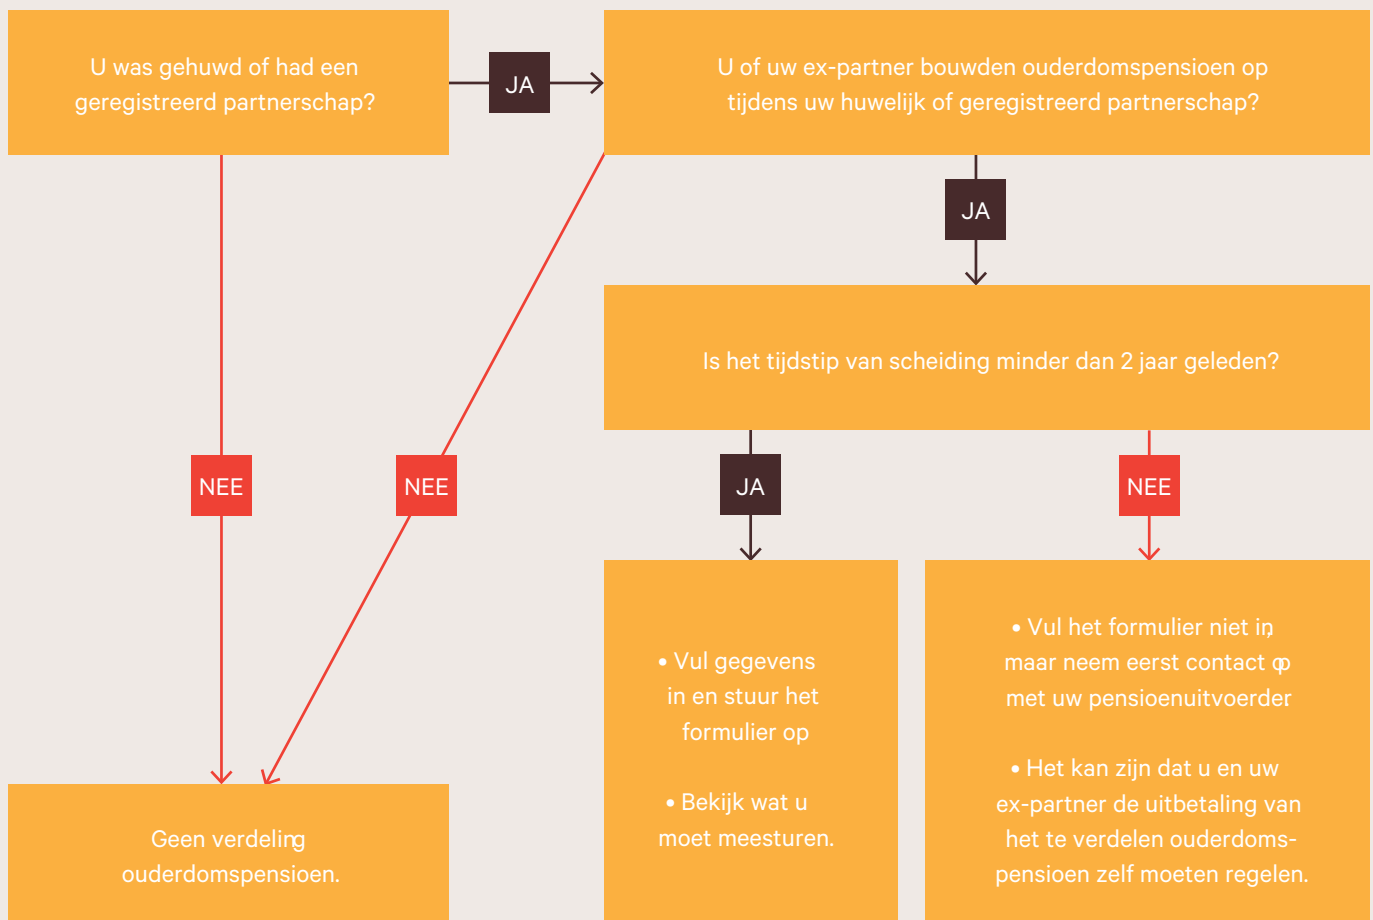 U was gehuwd of had een
geregistreerd partnerschap?
JA
U of uw ex-partner bouwden ouderdomspensioen op
tijdens uw huwelijk of geregistreerd partnerschap?
JA
Is het tijdstip van scheiding minder dan 2 jaar geleden?
NEE
NEE
JA
NEE
• Vul gegevens
in en stuur het
formulier op
• Bekijk wat u
moet meesturen.
• Vul het formulier niet in,
maar neem eerst contact op
met uw pensioenuitvoerder
• Het kan zijn dat u en uw
ex-partner de uitbetaling van
het te verdelen ouderdoms-
pensioen zelf moeten regelen.
Geen verdeling
ouderdomspensioen.